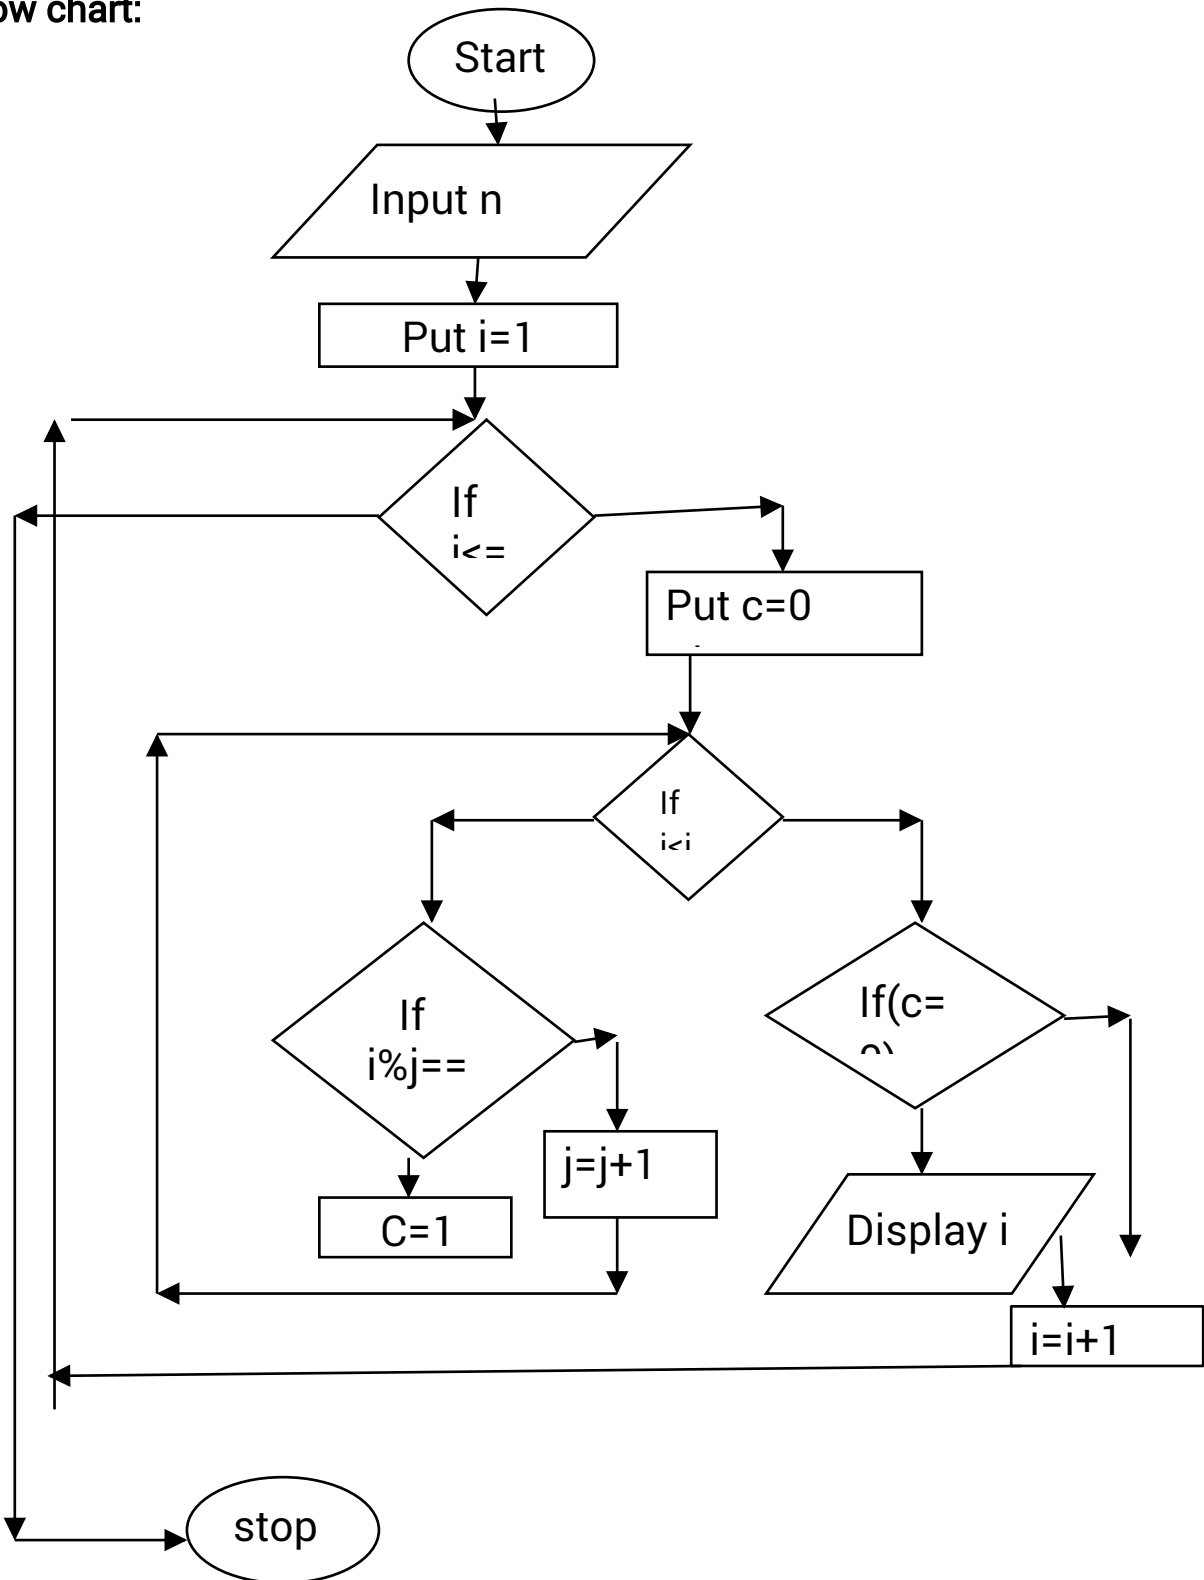 ow chart:
Start
Input n
Put i=1
If
i<=
Put c=0
If
If
i%j==
If(c=
j=j+1
C=1
Display i
i=i+1
stop